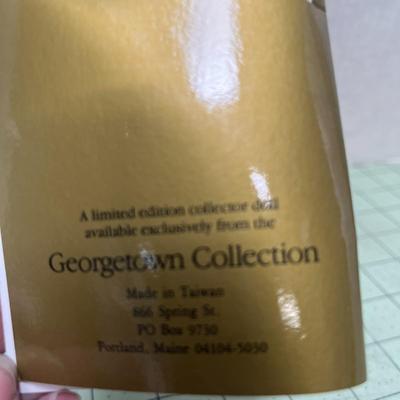 A limited edition collector doll
available exclusively from the
Georgetown Collection
Made in Taiwan
866 Spring St.
PO Box 9730
Portland, Maine 04104-5030